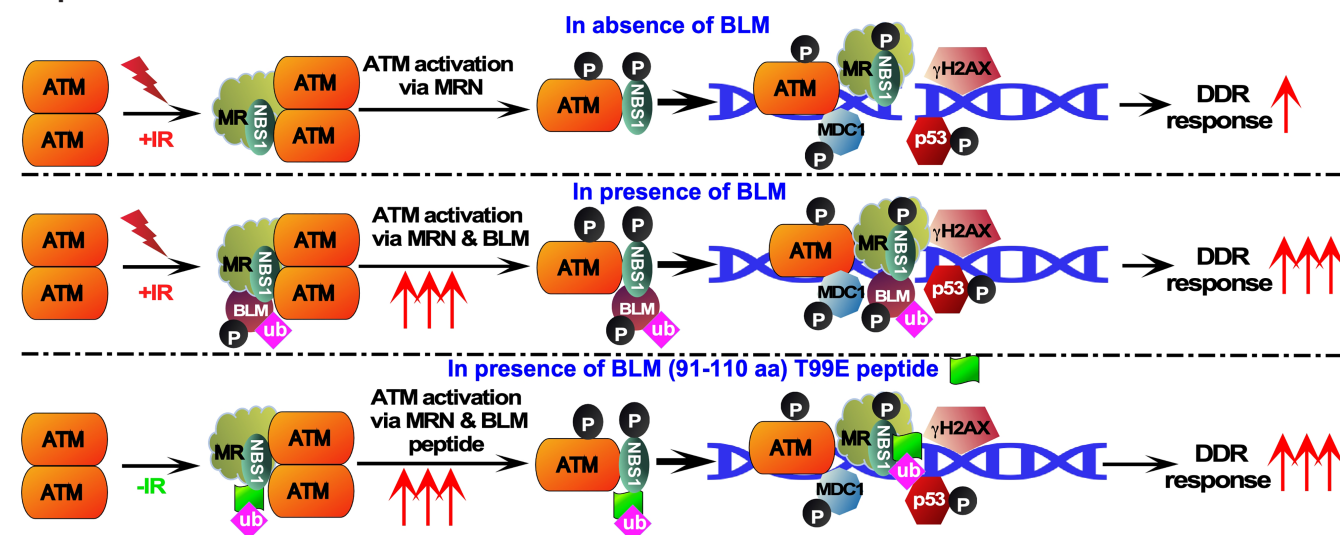 In absence of BLM
ATM
ATM
+IR
MR
NBS1
ATM
ATM
ATM activation
via MRN
P
P
ATM
NBS1
P
ATM
P
MR
NBS1
γH2AX
MDC1
P
p53
P
DDR
response
In presence of BLM
ATM
ATM
+IR
MR
NBS1
BLM
P
ub
ATM
ATM
ATM activation
via MRN & BLM
P
P
ATM
NBS1
BLM
P
ub
P
ATM
P
MR
NBS1
γH2AX
MDC1
P
BLM
P
ub
p53
P
DDR
response
In presence of BLM (91-110 aa) T99E peptide
ATM
ATM
-IR
MR
NBS1
ub
ATM
ATM
ATM activation
via MRN & BLM
peptide
P
P
ATM
NBS1
ub
P
ATM
P
MR
NBS1
γH2AX
ub
MDC1
P
p53
P
DDR
response